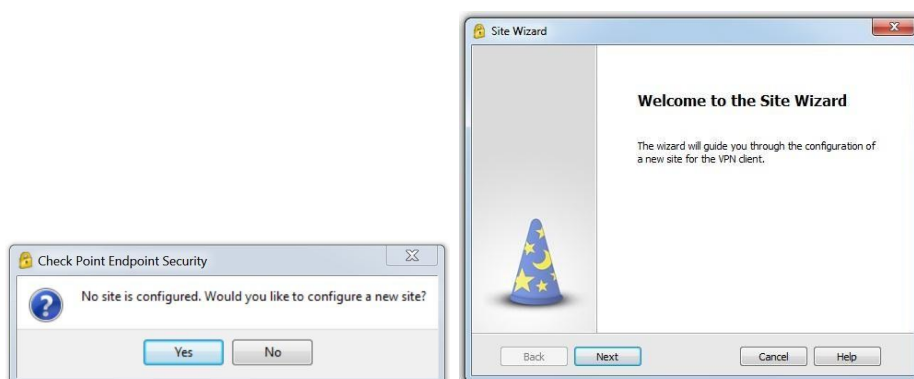 Check Point Endpoint Security
No site is configured. Would you like to configure a new site?
Yes No
Site Wizard
Welcome to the Site Wizard
The wizard will guide you through the configuration of
a new site for the VPN client.
Back Next Cancel Help